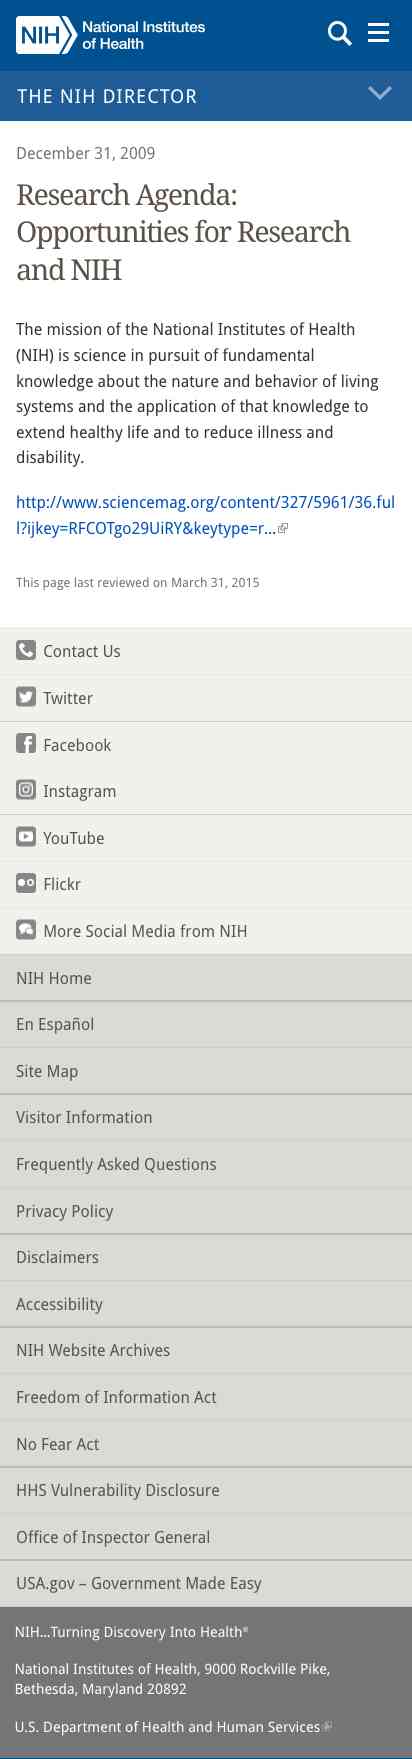 NIH
National Institutes
of Health
THE NIH DIRECTOR
December 31, 2009
Research Agenda:
Opportunities for Research
and NIH
The mission of the National Institutes of Health
(NIH) is science in pursuit of fundamental
knowledge about the nature and behavior of living
systems and the application of that knowledge to
extend healthy life and to reduce illness and
disability.
http://www.sciencemag.org/content/327/5961/36.ful
l?ijkey=RFCOTgo29UiRY&keytype=r...
This page last reviewed on March 31, 2015
Contact Us
Twitter
Facebook
Instagram
YouTube
Flickr
More Social Media from NIH
NIH Home
En Español
Site Map
Visitor Information
Frequently Asked Questions
Privacy Policy
Disclaimers
Accessibility
NIH Website Archives
Freedom of Information Act
No Fear Act
HHS Vulnerability Disclosure
Office of Inspector General
USA.gov – Government Made Easy
NIH...Turning Discovery Into Health®
National Institutes of Health, 9000 Rockville Pike,
Bethesda, Maryland 20892
U.S. Department of Health and Human Services